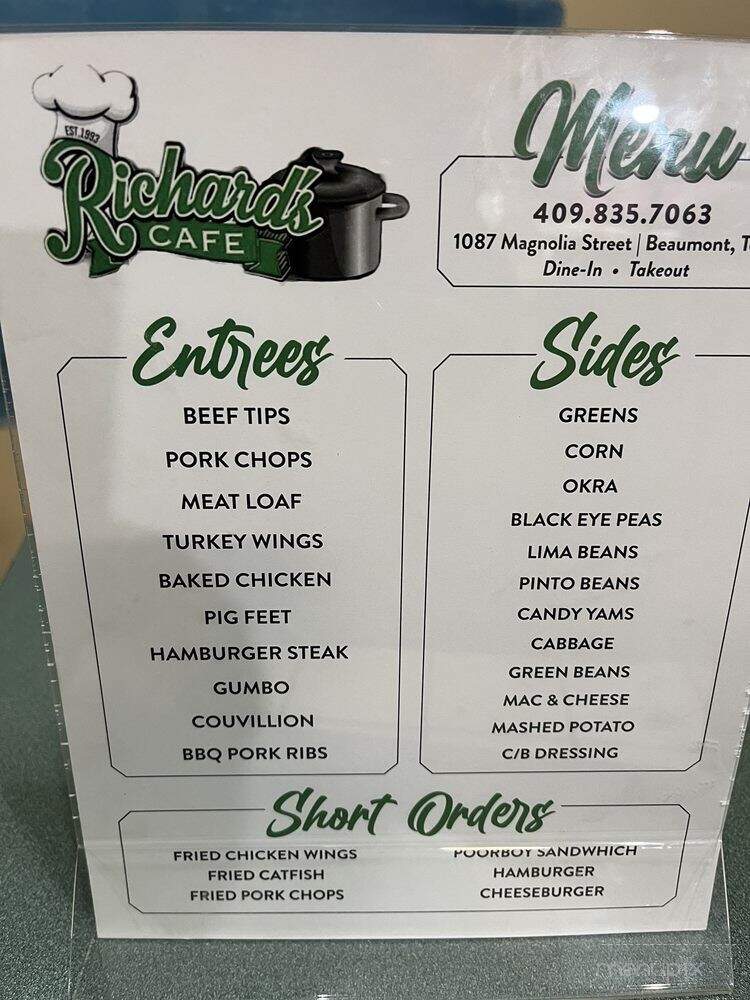 EST.1993
Richard's
CAFE
Menu
409.835.7063
1087 Magnolia Street | Beaumont,
Dine-In • Takeout
Entrees
BEEF TIPS
PORK CHOPS
MEAT LOAF
TURKEY WINGS
BAKED CHICKEN
PIG FEET
HAMBURGER STEAK
GUMBO
COUVILLION
BBQ PORK RIBS
Sides
GREENS
CORN
OKRA
BLACK EYE PEAS
LIMA BEANS
PINTO BEANS
CANDY YAMS
CABBAGE
GREEN BEANS
MAC & CHEESE
MASHED POTATO
C/B DRESSING
Short Orders
FRIED CHICKEN WINGS
FRIED CATFISH
FRIED PORK CHOPS
POORBOY SANDWHICH
HAMBURGER
CHEESEBURGER
menupix